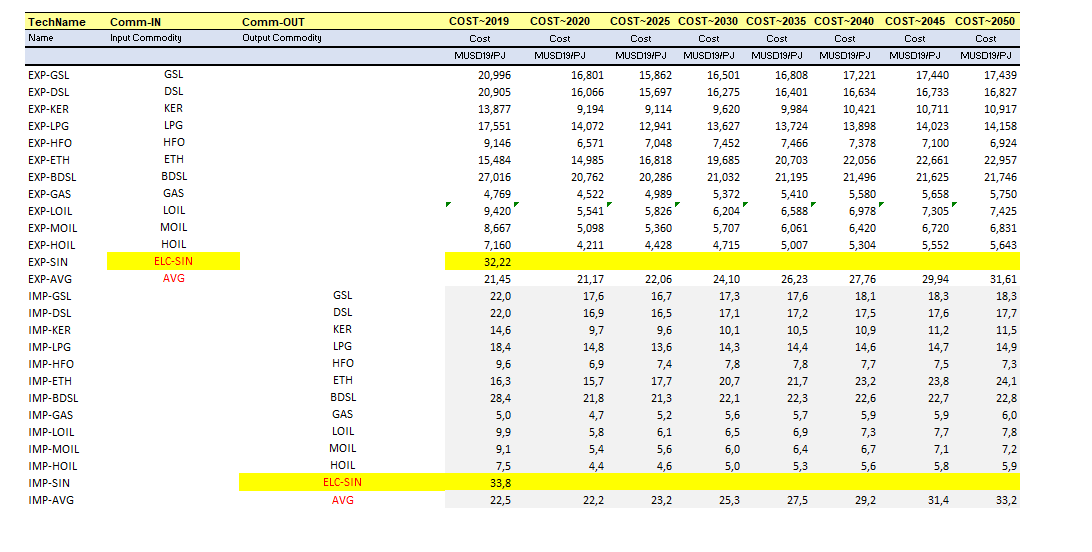 TechName Comm-IN Comm-OUT COST~2019 COST~2020 COST~2025 COST~2030 COST~2035 COST~2040 COST~2045 COST~2050
Name Input Commodity Output Commodity Cost Cost Cost Cost Cost Cost Cost Cost
MUSD19/PJ MUSD19/PJ MUSD19/PJ MUSD19/PJ MUSD19/PJ MUSD19/PJ MUSD19/PJ MUSD19/PJ
EXP-GSL GSL 20,996 16,801 15,862 16,501 16,808 17,221 17,440 17,439
EXP-DSL DSL 20,905 16,066 15,697 16,275 16,401 16,634 16,733 16,827
EXP-KER KER 13,877 9,194 9,114 9,620 9,984 10,421 10,711 10,917
EXP-LPG LPG 17,551 14,072 12,941 13,627 13,724 13,898 14,023 14,158
EXP-HFO HFO 9,146 6,571 7,048 7,452 7,466 7,378 7,100 6,924
EXP-ETH ETH 15,484 14,985 16,818 19,685 20,703 22,056 22,661 22,957
EXP-BDSL BDSL 27,016 20,762 20,286 21,032 21,195 21,496 21,625 21,746
EXP-GAS GAS 4,769 4,522 4,989 5,372 5,410 5,580 5,658 5,750
EXP-LOIL LOIL 9,420 5,541 5,826 6,204 6,588 6,978 7,305 7,425
EXP-MOIL MOIL 8,667 5,098 5,360 5,707 6,061 6,420 6,720 6,831
EXP-HOIL HOIL 7,160 4,211 4,428 4,715 5,007 5,304 5,552 5,643
EXP-SIN ELC-SIN 32,22
EXP-AVG AVG 21,45 21,17 22,06 24,10 26,23 27,76 29,94 31,61
IMP-GSL GSL 22,0 17,6 16,7 17,3 17,6 18,1 18,3 18,3
IMP-DSL DSL 22,0 16,9 16,5 17,1 17,2 17,5 17,6 17,7
IMP-KER KER 14,6 9,7 9,6 10,1 10,5 10,9 11,2 11,5
IMP-LPG LPG 18,4 14,8 13,6 14,3 14,4 14,6 14,7 14,9
IMP-HFO HFO 9,6 6,9 7,4 7,8 7,8 7,7 7,5 7,3
IMP-ETH ETH 16,3 15,7 17,7 20,7 21,7 23,2 23,8 24,1
IMP-BDSL BDSL 28,4 21,8 21,3 22,1 22,3 22,6 22,7 22,8
IMP-GAS GAS 5,0 4,7 5,2 5,6 5,7 5,9 5,9 6,0
IMP-LOIL LOIL 9,9 5,8 6,1 6,5 6,9 7,3 7,7 7,8
IMP-MOIL MOIL 9,1 5,4 5,6 6,0 6,4 6,7 7,1 7,2
IMP-HOIL HOIL 7,5 4,4 4,6 5,0 5,3 5,6 5,8 5,9
IMP-SIN ELC-SIN 33,8
IMP-AVG AVG 22,5 22,2 23,2 25,3 27,5 29,2 31,4 33,2